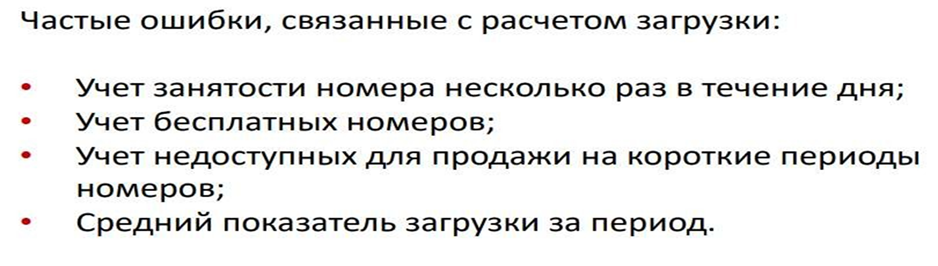 Частые ошибки, связанные с расчетом загрузки:
• Учет занятости номера несколько раз в течение дня;
• Учет бесплатных номеров;
• Учет недоступных для продажи на короткие периоды
номеров;
• Средний показатель загрузки за период.